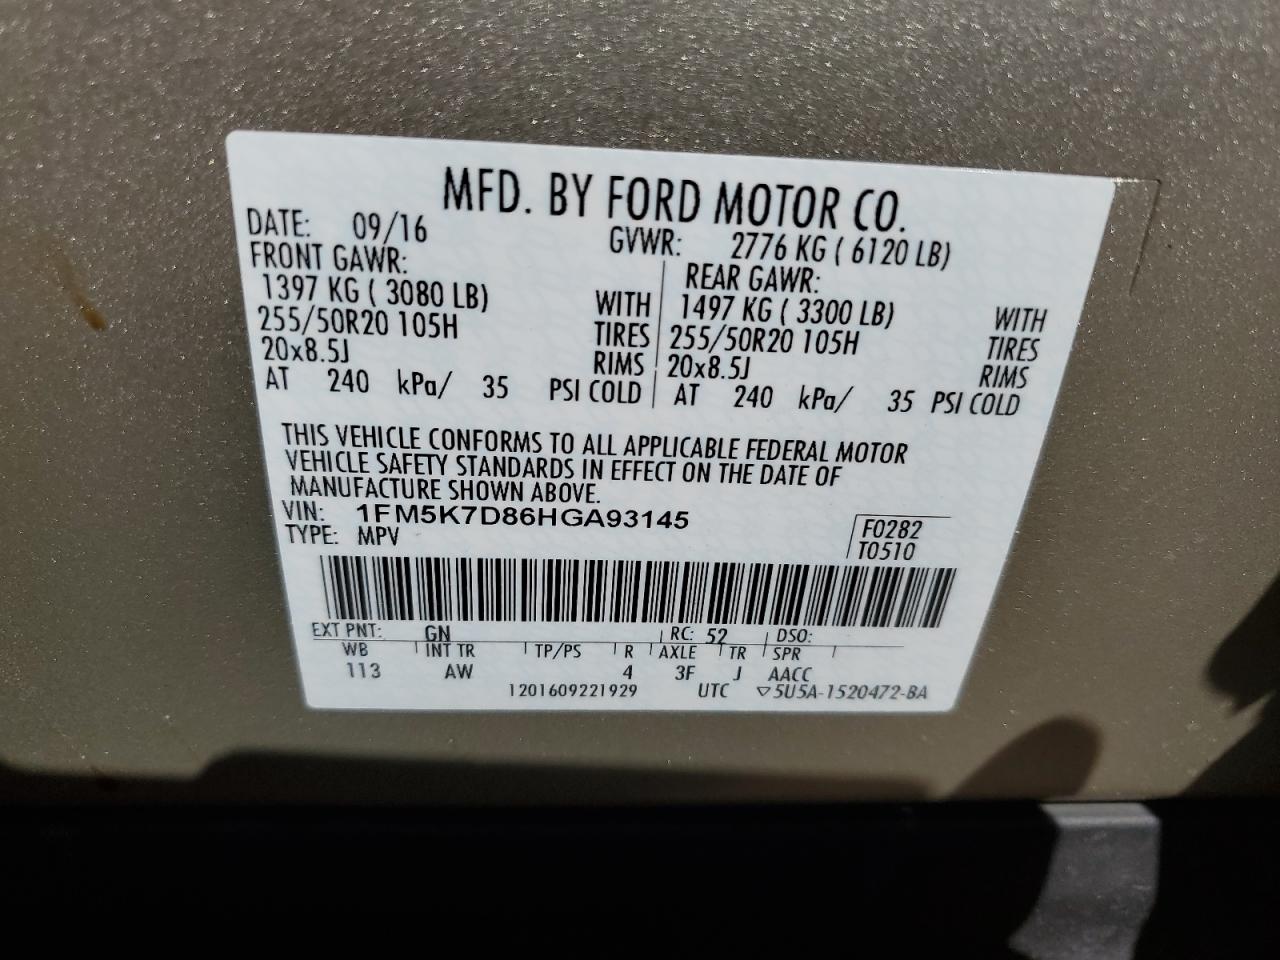 MFD. BY FORD MOTOR CO.
DATE: 09/16 GVWR: 2776 KG ( 6120 LB)
FRONT GAWR: REAR GAWR:
1397 KG ( 3080 LB) WITH 1497 KG ( 3300 LB) WITH
255/50R20 105H TIRES 255/50R20 105H TIRES
20x8.5J RIMS 20x8.5J RIMS
AT 240 kPa/ 35 PSI COLD AT 240 kPa/ 35 PSI COLD
THIS VEHICLE CONFORMS TO ALL APPLICABLE FEDERAL MOTOR
VEHICLE SAFETY STANDARDS IN EFFECT ON THE DATE OF
MANUFACTURE SHOWN ABOVE.
VIN: 1FM5K7D86HGA93145 F0282
TYPE: MPV T0510
EXT PNT: GN RC: 52 DSO:
WB INT TR TP/PS R AXLE TR SPR
113 AW 4 3F J AACC
1201609221929 UTC ▽5U5A-1520472-BA